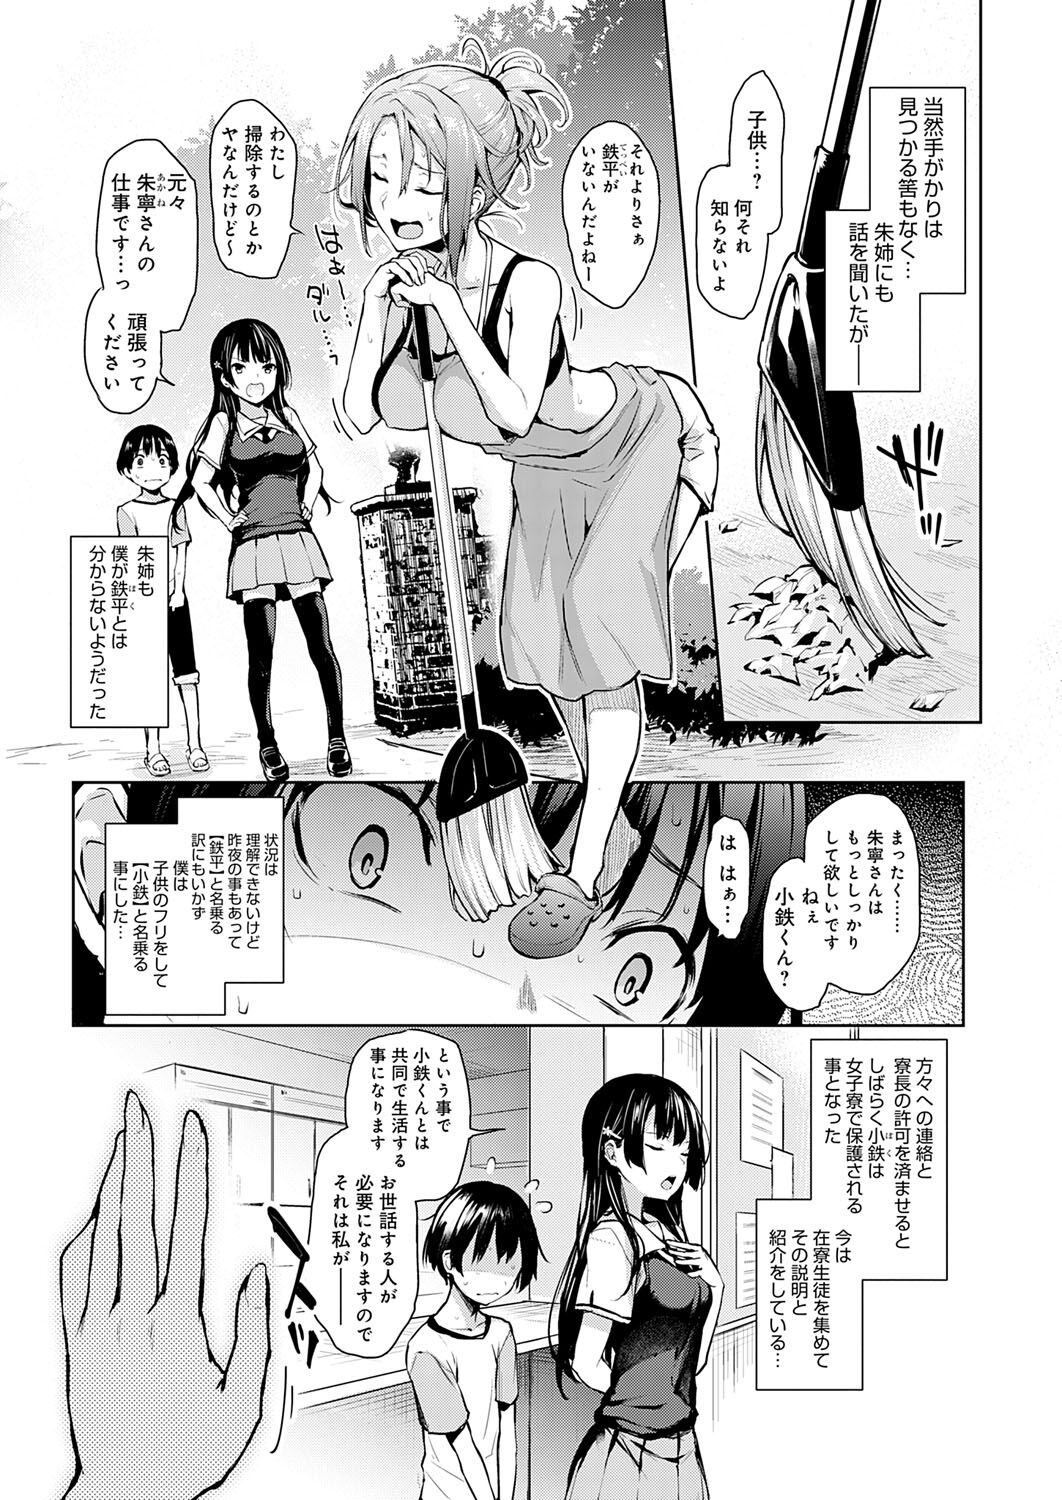 当然手がかりは
見つかる筈もなく…
朱姉にも
話を聞いたが――
子供…?
何それ
知らないよ
ザッ
ザッ
それよりさぁ
鉄平が
てっぺい
いないんだよねー
はぁー…
ダル……
わたし
掃除するのとか
ヤなんだけど〜
元々
朱寧さんの
あかね
仕事です…っ
頑張って
ください
朱姉も
僕が鉄平とは
ぼく
分からないようだった
まったく……
朱寧さんは
もっとしっかり
して欲しいです
ねぇ
小鉄くん?
は はぁ…
状況は
理解できないけど
昨夜の事もあって
【鉄平】と名乗る
訳にもいかず
僕は
子供のフリをして
【小鉄】と名乗る
事にした…
方々への連絡と
寮長の許可を済ませると
しばらく小鉄は
ぼく
女子寮で保護される
事となった
今は
在寮生徒を集めて
その説明と
紹介をしている…
という事で
小鉄くんとは
共同で生活する
事になります
お世話する人が
必要になりますので
それは私が――